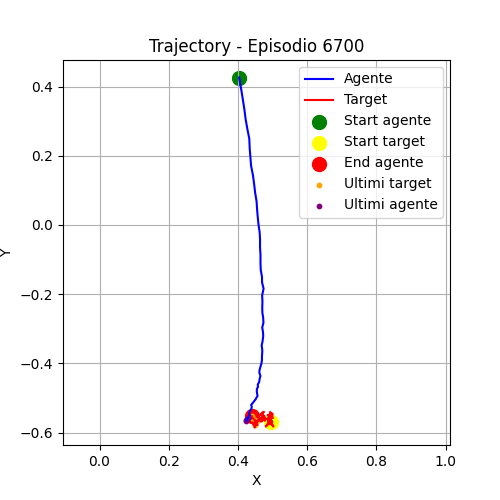 Trajectory - Episodio 6700
Agente
Target
Start agente
Start target
End agente
Ultimi target
Ultimi agente
0.4
0.2
0.0
−0.2
−0.4
−0.6
Y
0.0 0.2 0.4 0.6 0.8 1.0
X